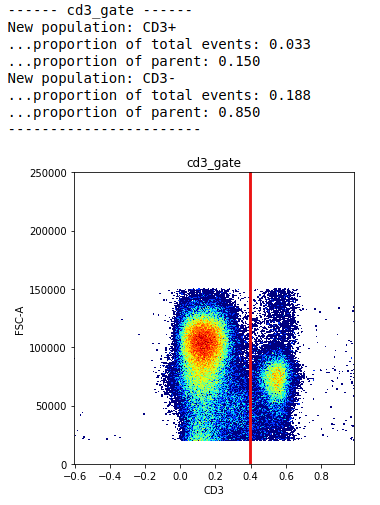 ------ cd3_gate ------
New population: CD3+
...proportion of total events: 0.033
...proportion of parent: 0.150
New population: CD3-
...proportion of total events: 0.188
...proportion of parent: 0.850
-----------------------
cd3_gate
250000
200000
150000
100000
50000
0
FSC-A
−0.6 −0.4 −0.2 0.0 0.2 0.4 0.6 0.8
CD3